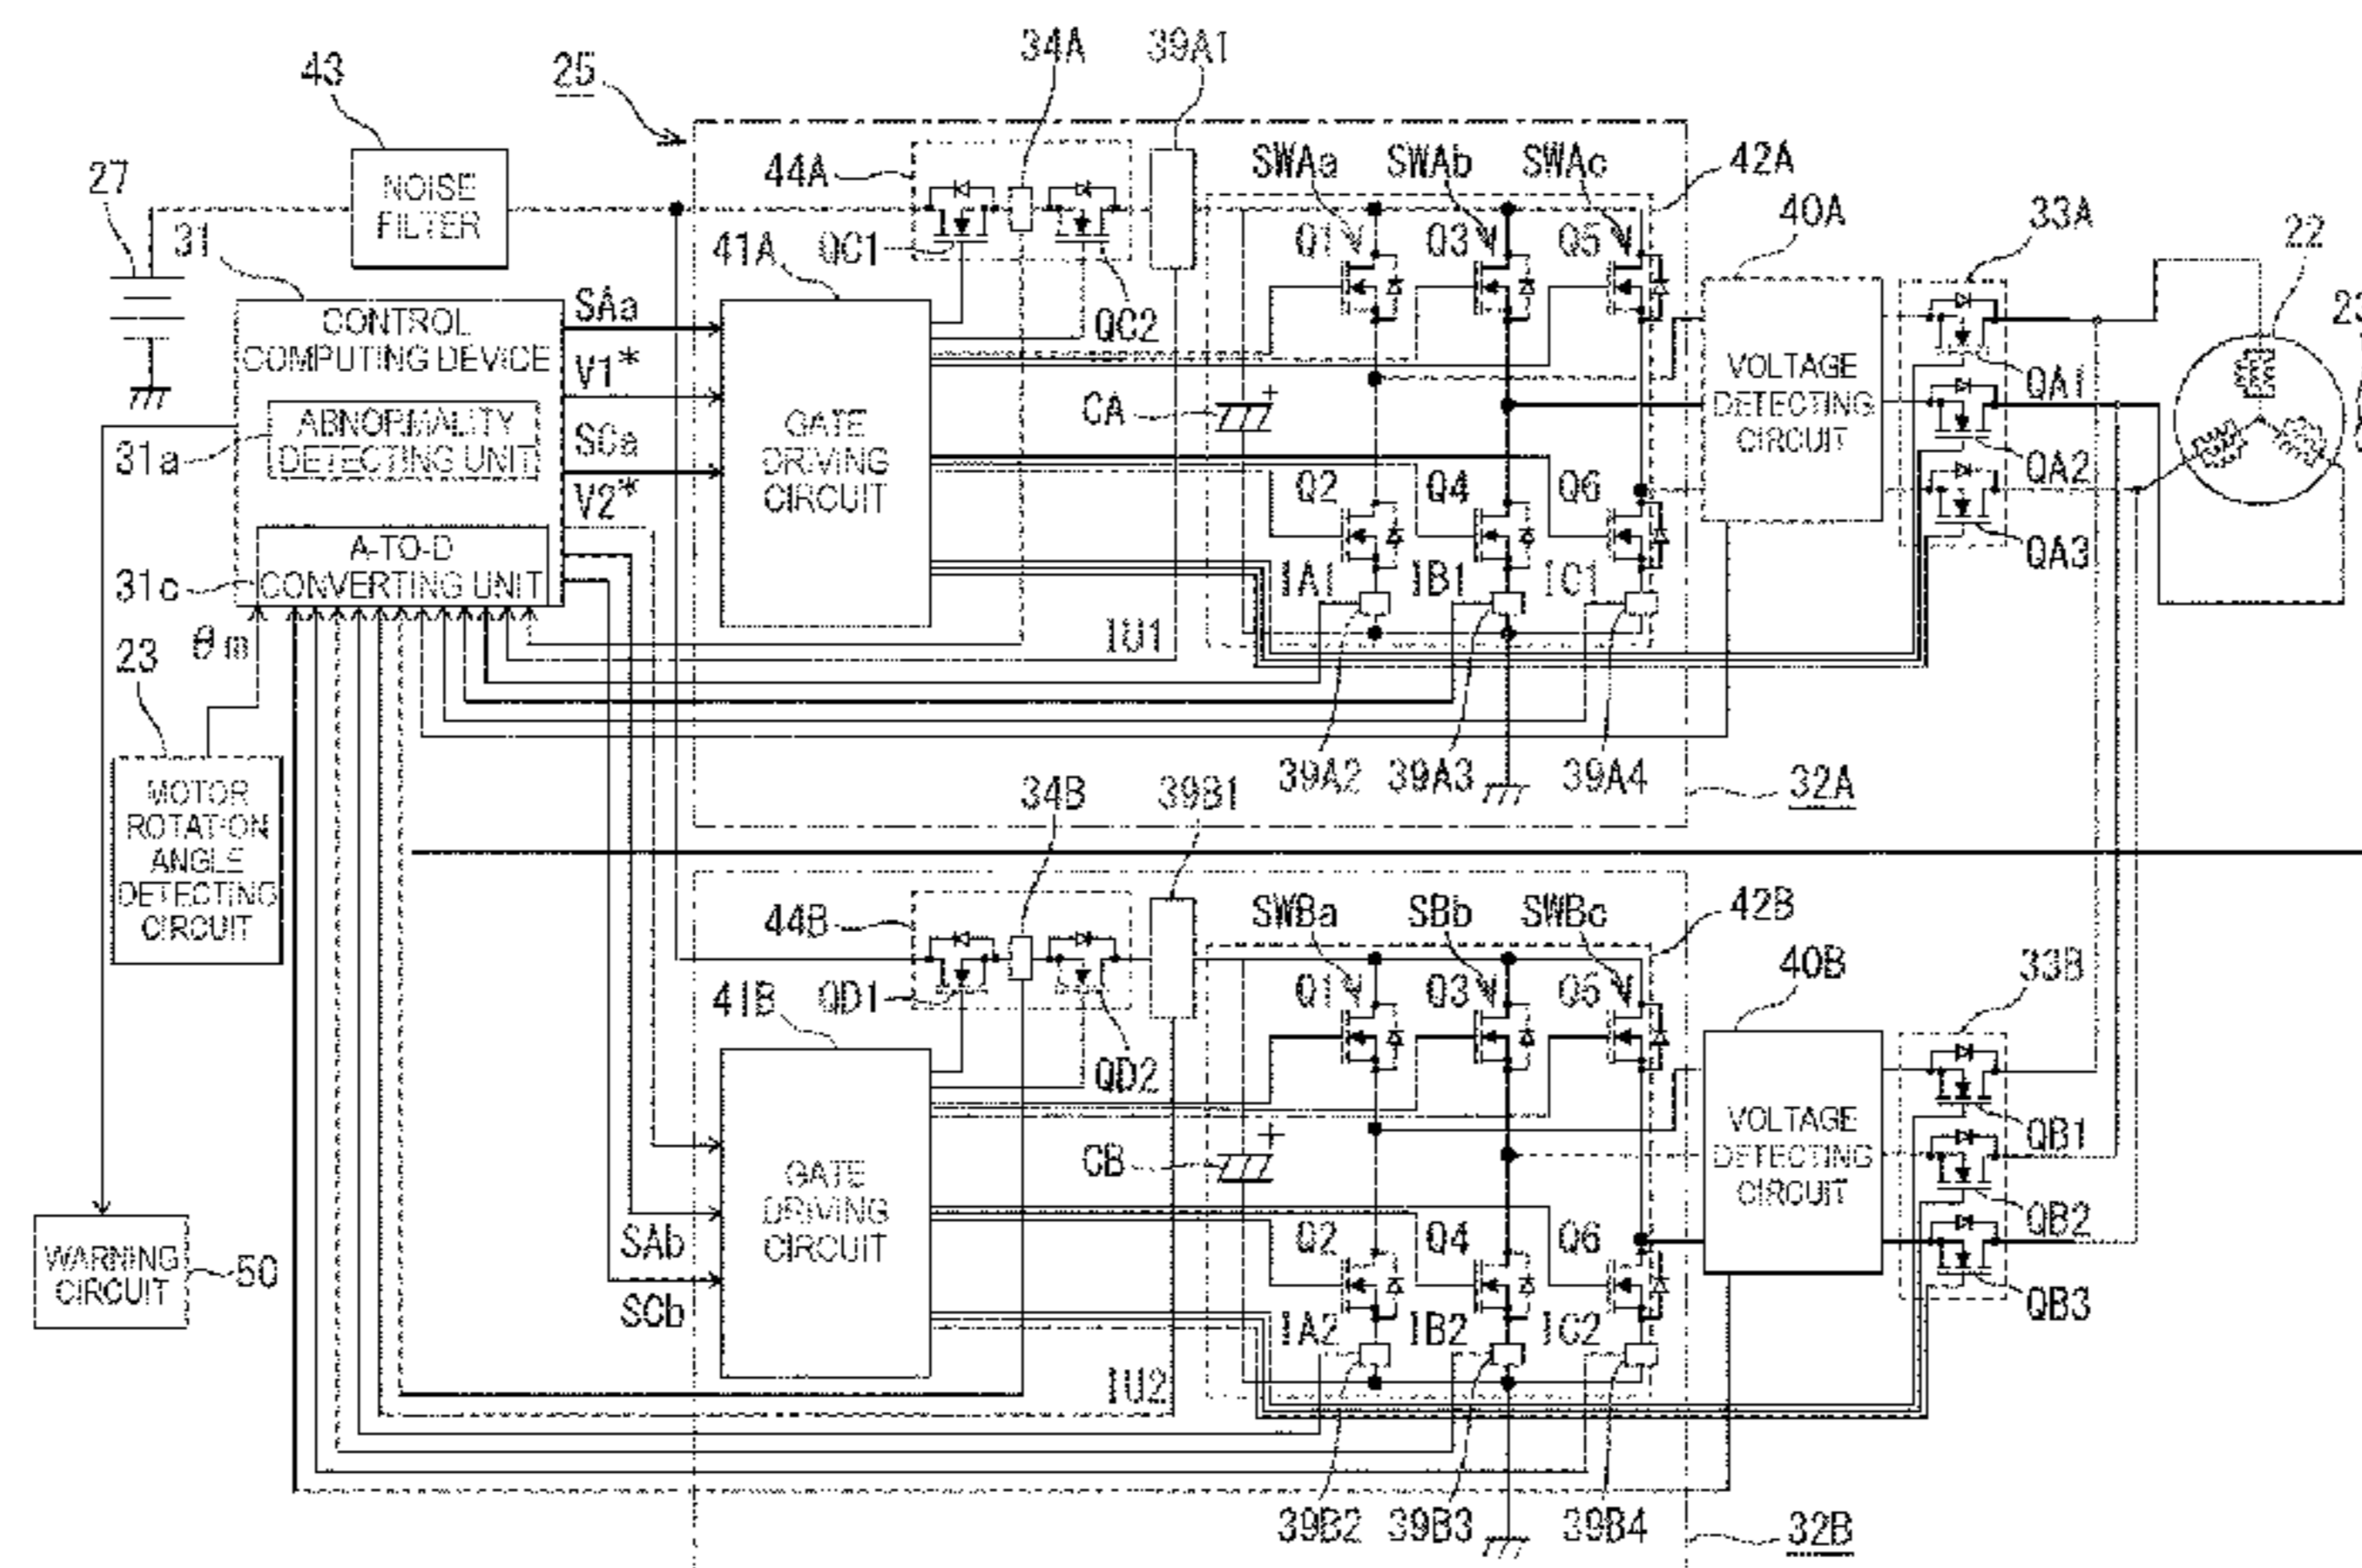 34A
39A1
43
25
NOISE
FILTER
27
31
44A
SWAa
SWAb
SWAc
42A
40A
33A
22
41A
QC1
Q1
Q3
Q5
CONTROL
COMPUTING DEVICE
SAa
V1*
QC2
ABNORMALITY
DETECTING UNIT
31a
SCa
V2*
GATE
DRIVING
CIRCUIT
CA
+
VOLTAGE
DETECTING
CIRCUIT
QA1
QA2
QA3
A-TO-D
CONVERTING UNIT
31c
Q2
Q4
Q6
IA1
IB1
IC1
θm
23
IU1
39A2
39A3
39A4
32A
MOTOR
ROTATION
ANGLE
DETECTING
CIRCUIT
34B
39B1
44B
SWBa
SBb
SWBc
42B
40B
33B
41B
QD1
Q1
Q3
Q5
QD2
GATE
DRIVING
CIRCUIT
CB
+
VOLTAGE
DETECTING
CIRCUIT
QB1
QB2
QB3
SAb
SCb
Q2
Q4
Q6
WARNING
CIRCUIT
50
IA2
IB2
IC2
IU2
39B2
39B3
39B4
32B